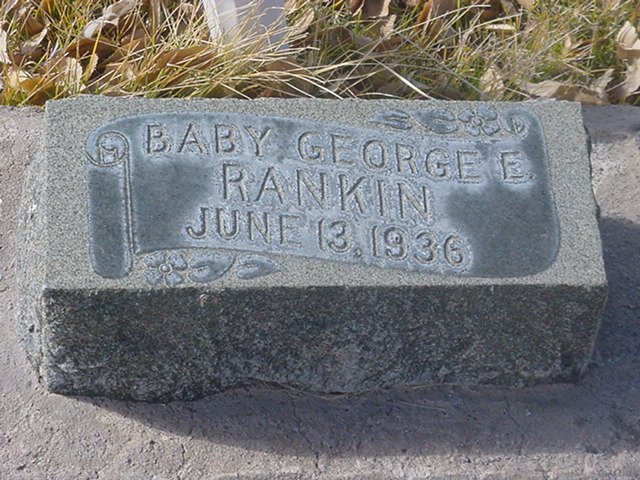 BABY GEORGE E.
RANKIN
JUNE 13, 1936